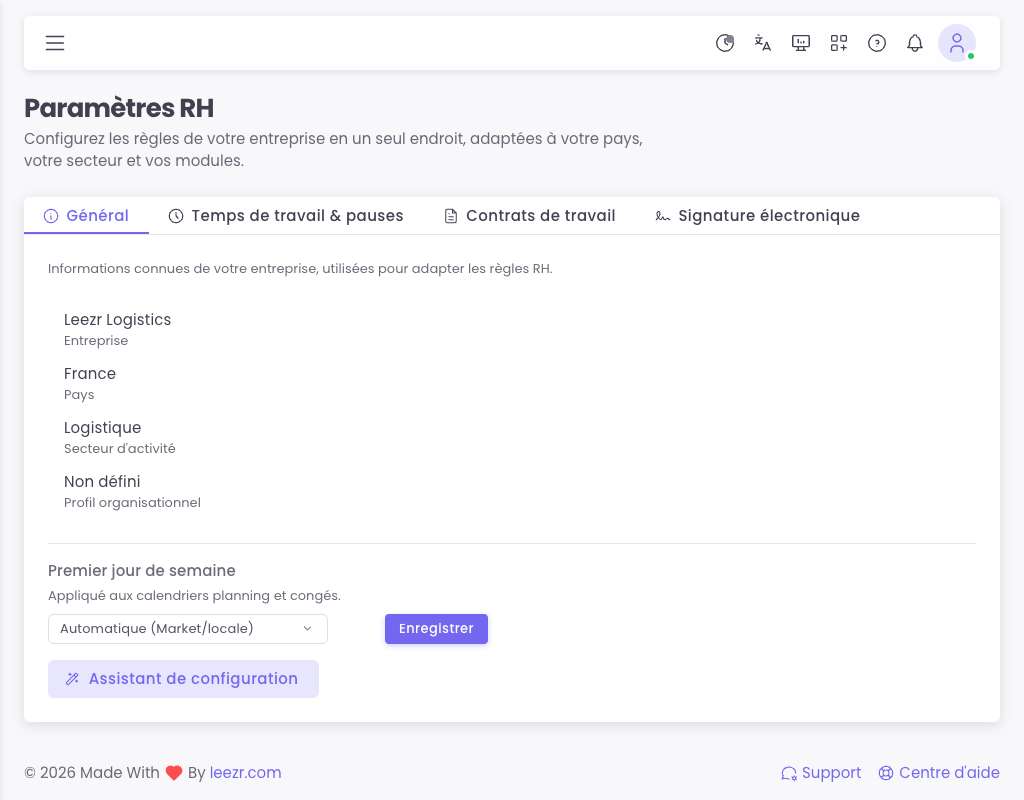 Paramètres RH
Configurez les règles de votre entreprise en un seul endroit, adaptées à votre pays,
votre secteur et vos modules.
Général Temps de travail & pauses Contrats de travail Signature électronique
Informations connues de votre entreprise, utilisées pour adapter les règles RH.
Leezr Logistics
Entreprise
France
Pays
Logistique
Secteur d'activité
Non défini
Profil organisationnel
Premier jour de semaine
Appliqué aux calendriers planning et congés.
Automatique (Market/locale) Enregistrer
Assistant de configuration
© 2026 Made With By leezr.com Support Centre d'aide